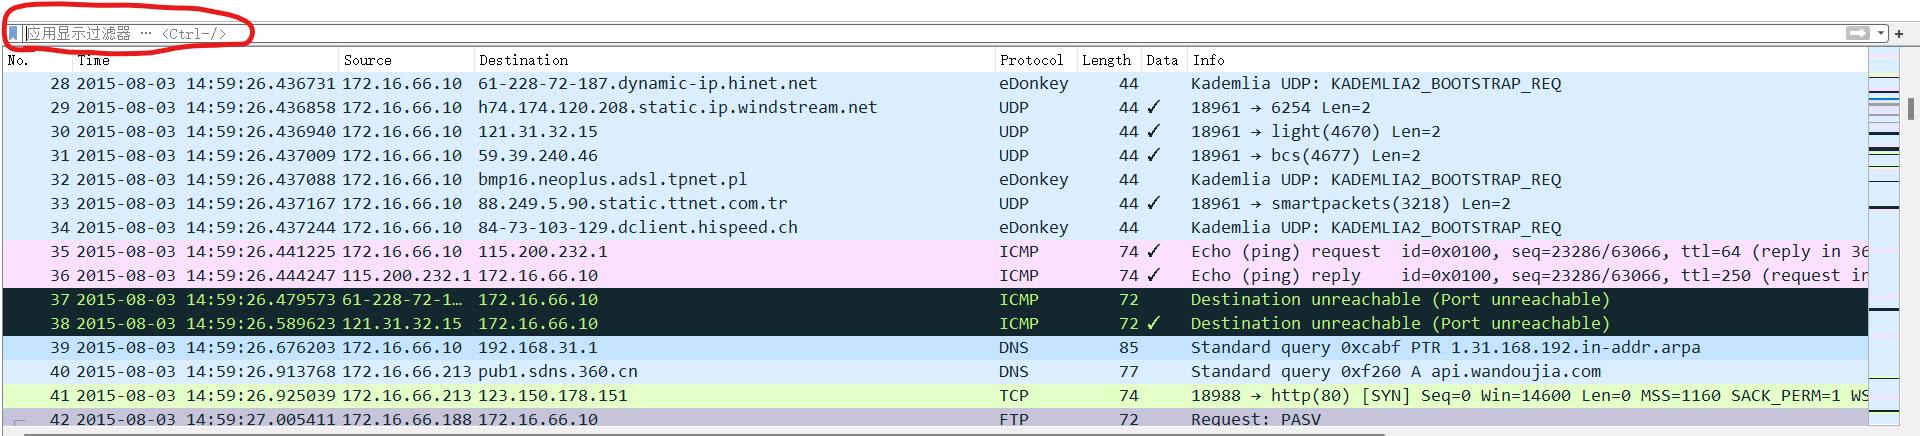 应用显示过滤器 … <Ctrl-/>
No. Time Source Destination Protocol Length Data Info
28 2015-08-03 14:59:26.436731 172.16.66.10 61-228-72-187.dynamic-ip.hinet.net eDonkey 44 Kademlia UDP: KADEMLIA2_BOOTSTRAP_REQ
29 2015-08-03 14:59:26.436858 172.16.66.10 h74.174.120.208.static.ip.windstream.net UDP 44 ✓ 18961 → 6254 Len=2
30 2015-08-03 14:59:26.436940 172.16.66.10 121.31.32.15 UDP 44 ✓ 18961 → light(4670) Len=2
31 2015-08-03 14:59:26.437009 172.16.66.10 59.39.240.46 UDP 44 ✓ 18961 → bcs(4677) Len=2
32 2015-08-03 14:59:26.437088 172.16.66.10 bmp16.neoplus.adsl.tpnet.pl eDonkey 44 Kademlia UDP: KADEMLIA2_BOOTSTRAP_REQ
33 2015-08-03 14:59:26.437167 172.16.66.10 88.249.5.90.static.ttnet.com.tr UDP 44 ✓ 18961 → smartpackets(3218) Len=2
34 2015-08-03 14:59:26.437244 172.16.66.10 84-73-103-129.dclient.hispeed.ch eDonkey 44 Kademlia UDP: KADEMLIA2_BOOTSTRAP_REQ
35 2015-08-03 14:59:26.441225 172.16.66.10 115.200.232.1 ICMP 74 ✓ Echo (ping) request id=0x0100, seq=23286/63066, ttl=64 (reply in 36
36 2015-08-03 14:59:26.444247 115.200.232.1 172.16.66.10 ICMP 74 ✓ Echo (ping) reply id=0x0100, seq=23286/63066, ttl=250 (request in
37 2015-08-03 14:59:26.479573 61-228-72-1… 172.16.66.10 ICMP 72 Destination unreachable (Port unreachable)
38 2015-08-03 14:59:26.589623 121.31.32.15 172.16.66.10 ICMP 72 ✓ Destination unreachable (Port unreachable)
39 2015-08-03 14:59:26.676203 172.16.66.10 192.168.31.1 DNS 85 Standard query 0xcabf PTR 1.31.168.192.in-addr.arpa
40 2015-08-03 14:59:26.913768 172.16.66.213 pub1.sdns.360.cn DNS 77 Standard query 0xf260 A api.wandoujia.com
41 2015-08-03 14:59:26.925039 172.16.66.213 123.150.178.151 TCP 74 18988 → http(80) [SYN] Seq=0 Win=14600 Len=0 MSS=1160 SACK_PERM=1 WS
42 2015-08-03 14:59:27.005411 172.16.66.188 172.16.66.10 FTP 72 Request: PASV